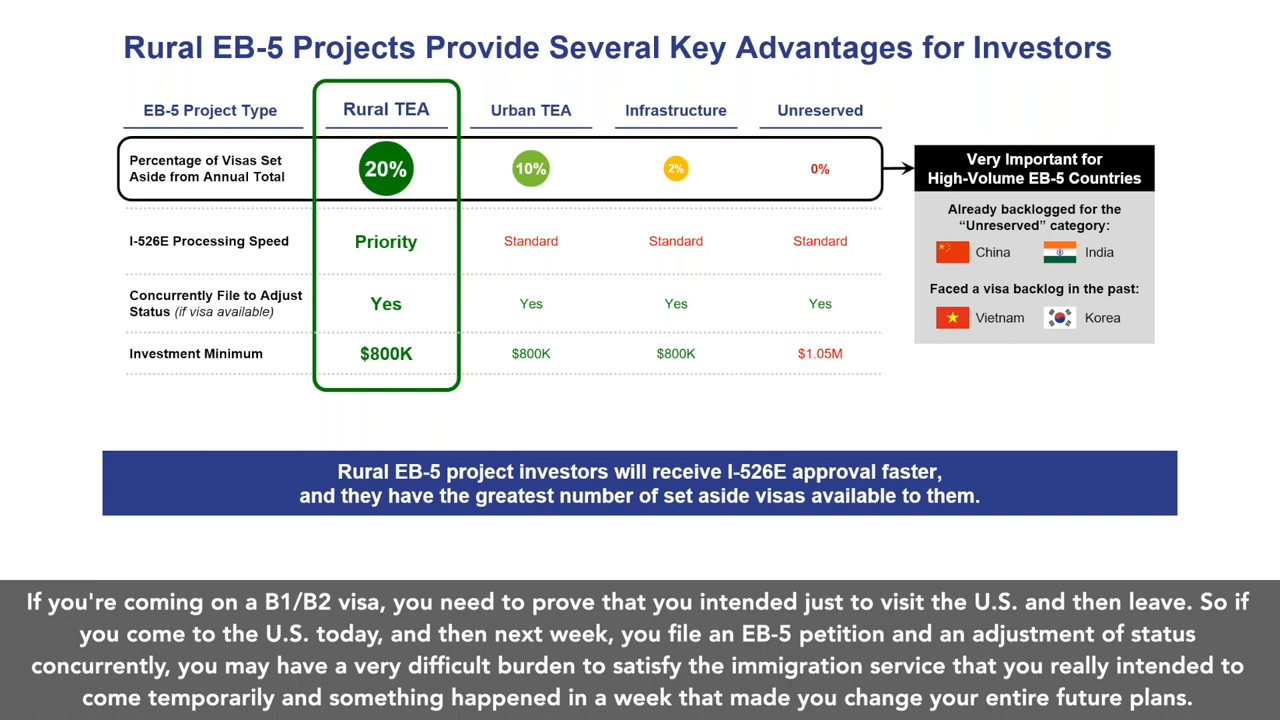 Rural EB-5 Projects Provide Several Key Advantages for Investors
EB-5 Project Type Rural TEA Urban TEA Infrastructure Unreserved
Percentage of Visas Set
Aside from Annual Total
20% 10% 2% 0%
I-526E Processing Speed Priority Standard Standard Standard
Concurrently File to Adjust
Status (if visa available)
Yes Yes Yes Yes
Investment Minimum $800K $800K $800K $1.05M
Very Important for
High-Volume EB-5 Countries
Already backlogged for the
“Unreserved” category:
China India
Faced a visa backlog in the past:
Vietnam Korea
Rural EB-5 project investors will receive I-526E approval faster,
and they have the greatest number of set aside visas available to them.
If you're coming on a B1/B2 visa, you need to prove that you intended just to visit the U.S. and then leave. So if
you come to the U.S. today, and then next week, you file an EB-5 petition and an adjustment of status
concurrently, you may have a very difficult burden to satisfy the immigration service that you really intended to
come temporarily and something happened in a week that made you change your entire future plans.